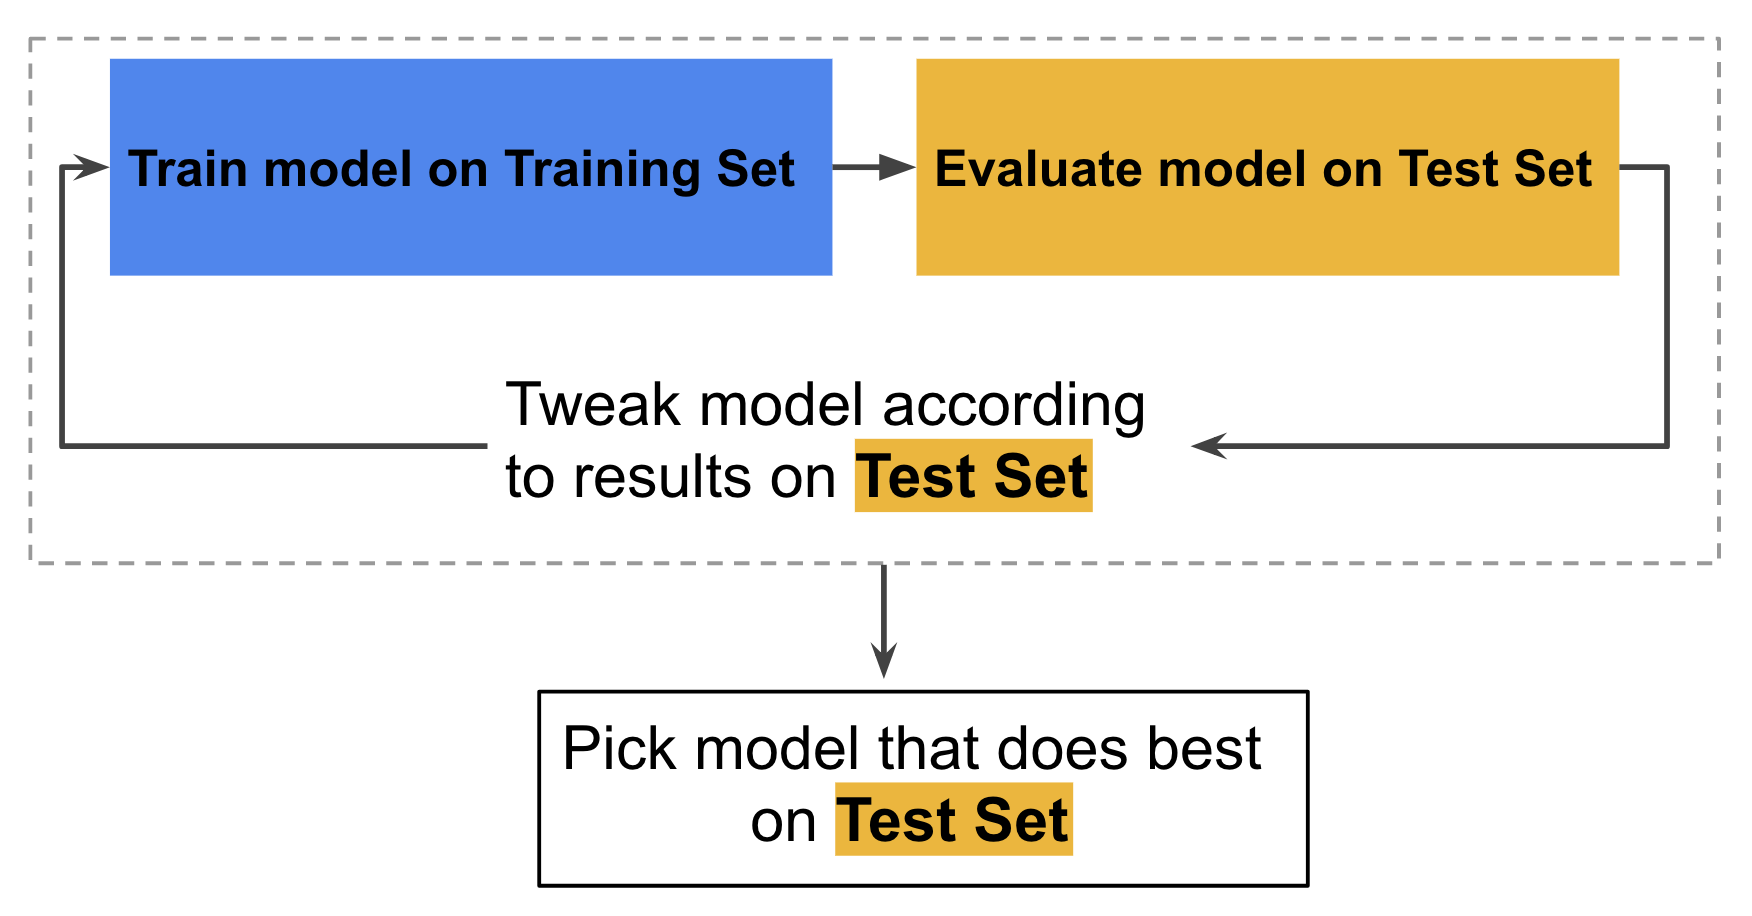 Train model on Training Set
Evaluate model on Test Set
Tweak model according
to results on Test Set
Pick model that does best
on Test Set